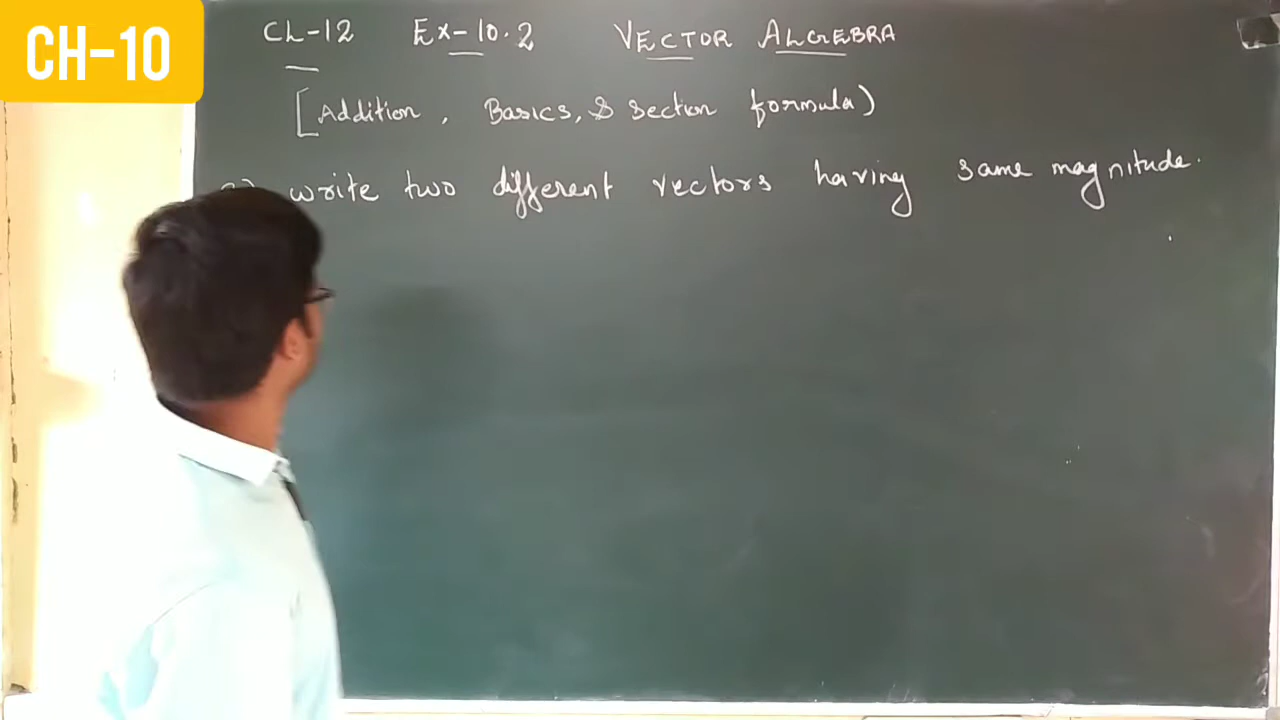 CH-10
CL-12 Ex-10.2 VECTOR ALGEBRA
[Addition, Basics, & Section formula)
write two different vectors having same magnitude.